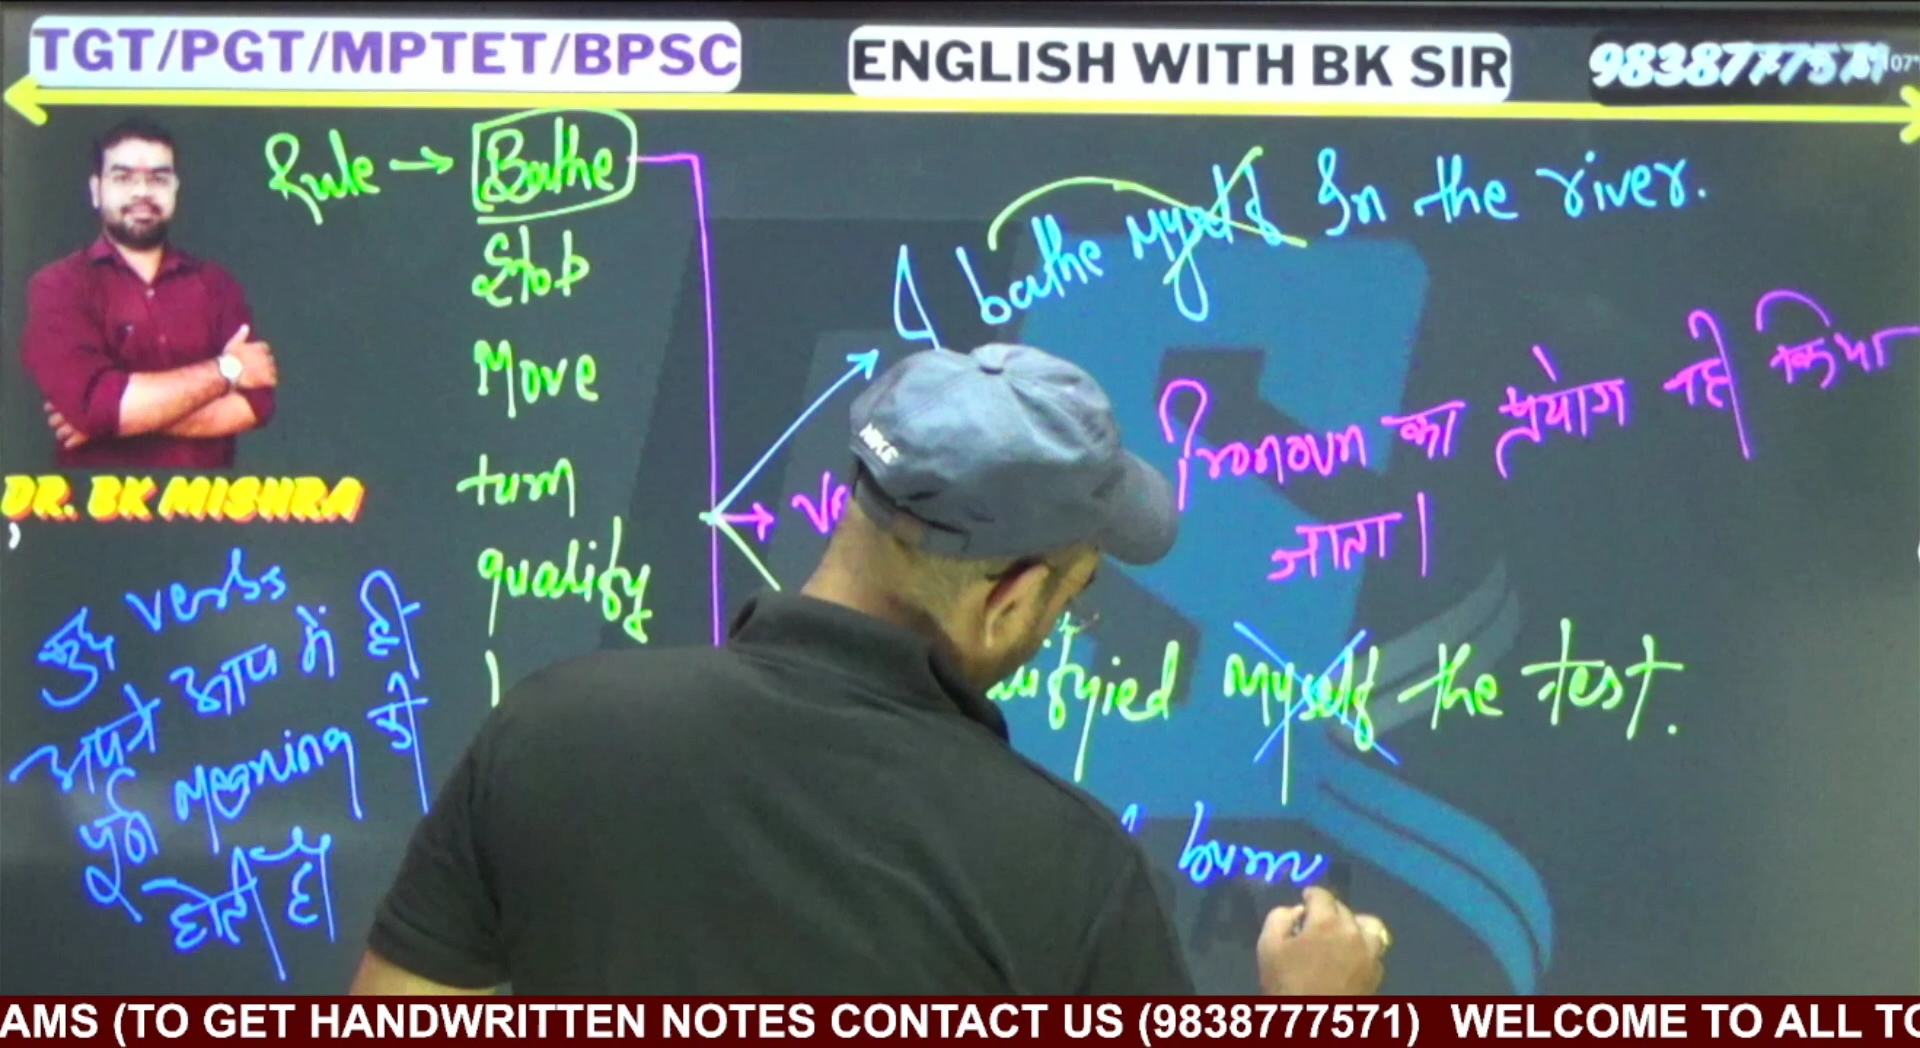 TGT/PGT/MPTET/BPSC
ENGLISH WITH BK SIR
9838777571
Rule → Bathe
Stop
Move
turn
qualify
I bathe myself In the river.
Pronoun का प्रयोग नही किया
जाता।
myself the test.
burn
DR. BK MISHRA
कुछ verbs
अपने आप में ही
पूर्ण meaning दे
होती है
NIKE
AMS (TO GET HANDWRITTEN NOTES CONTACT US (9838777571) WELCOME TO ALL TO